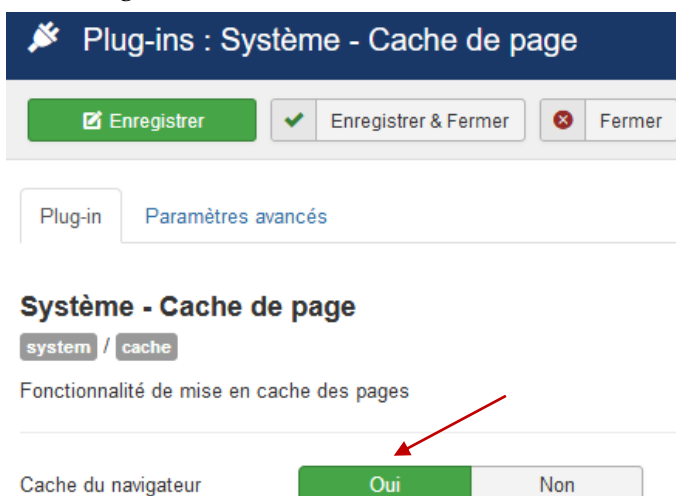 Plug-ins : Système - Cache de page
Enregistrer Enregistrer & Fermer Fermer
Plug-in Paramètres avancés
Système - Cache de page
system / cache
Fonctionnalité de mise en cache des pages
Cache du navigateur Oui Non